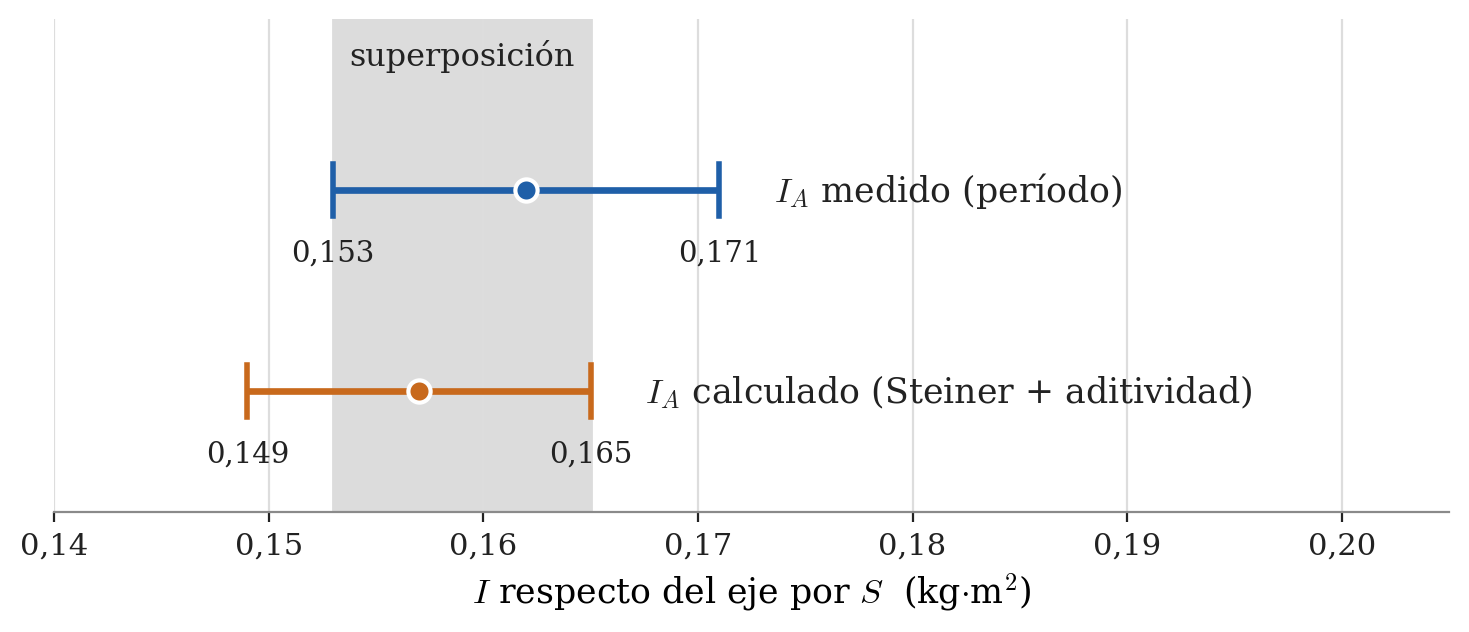 superposición
I_A medido (período)
0,153
0,171
I_A calculado (Steiner + aditividad)
0,149
0,165
0,14
0,15
0,16
0,17
0,18
0,19
0,20
I respecto del eje por S (kg·m²)